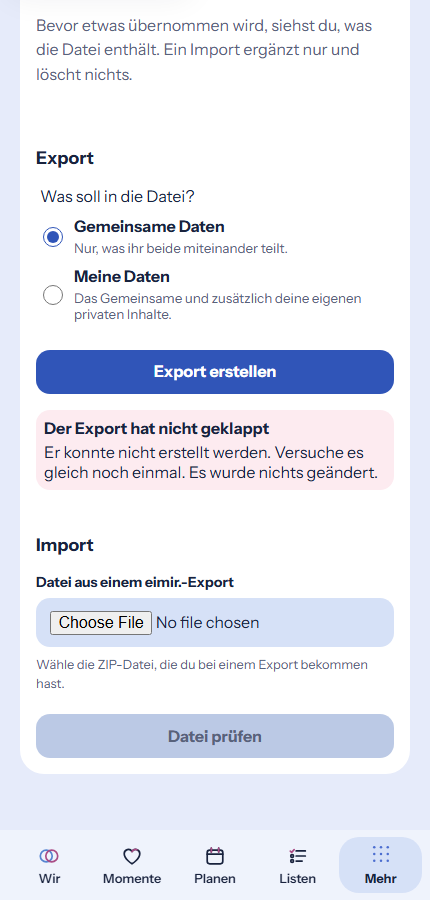 Bevor etwas übernommen wird, siehst du, was
die Datei enthält. Ein Import ergänzt nur und
löscht nichts.
Export
Was soll in die Datei?
Gemeinsame Daten
Nur, was ihr beide miteinander teilt.
Meine Daten
Das Gemeinsame und zusätzlich deine eigenen
privaten Inhalte.
Export erstellen
Der Export hat nicht geklappt
Er konnte nicht erstellt werden. Versuche es
gleich noch einmal. Es wurde nichts geändert.
Import
Datei aus einem eimir.-Export
Choose File No file chosen
Wähle die ZIP-Datei, die du bei einem Export bekommen
hast.
Datei prüfen
Wir Momente Planen Listen Mehr